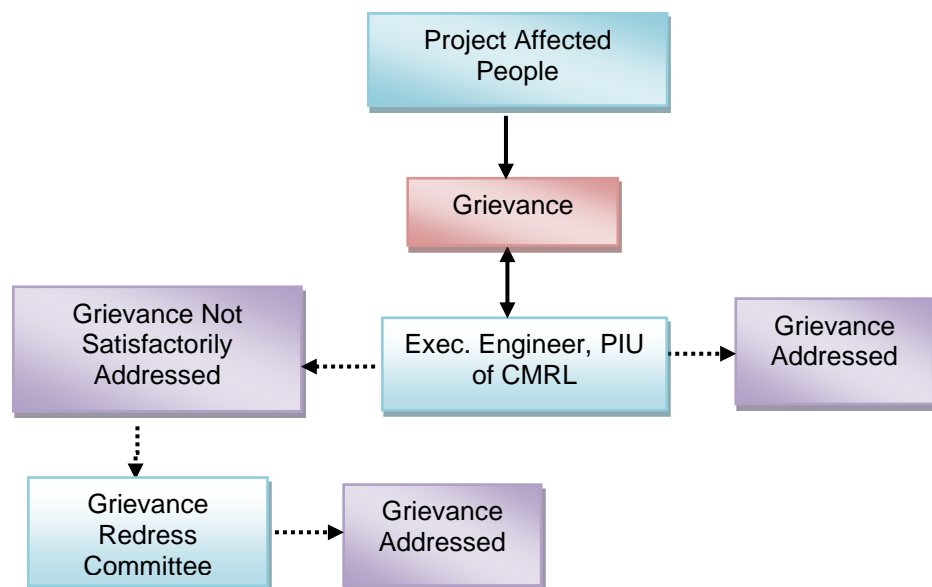 Project Affected
People
Grievance
Grievance Not
Satisfactorily
Addressed
Exec. Engineer, PIU
of CMRL
Grievance
Addressed
Grievance
Redress
Committee
Grievance
Addressed